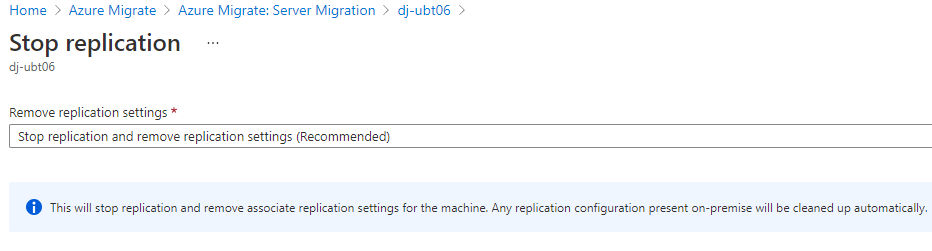 Home > Azure Migrate > Azure Migrate: Server Migration > dj-ubt06 >
Stop replication ...
dj-ubt06
Remove replication settings *
Stop replication and remove replication settings (Recommended)
This will stop replication and remove associate replication settings for the machine. Any replication configuration present on-premise will be cleaned up automatically.